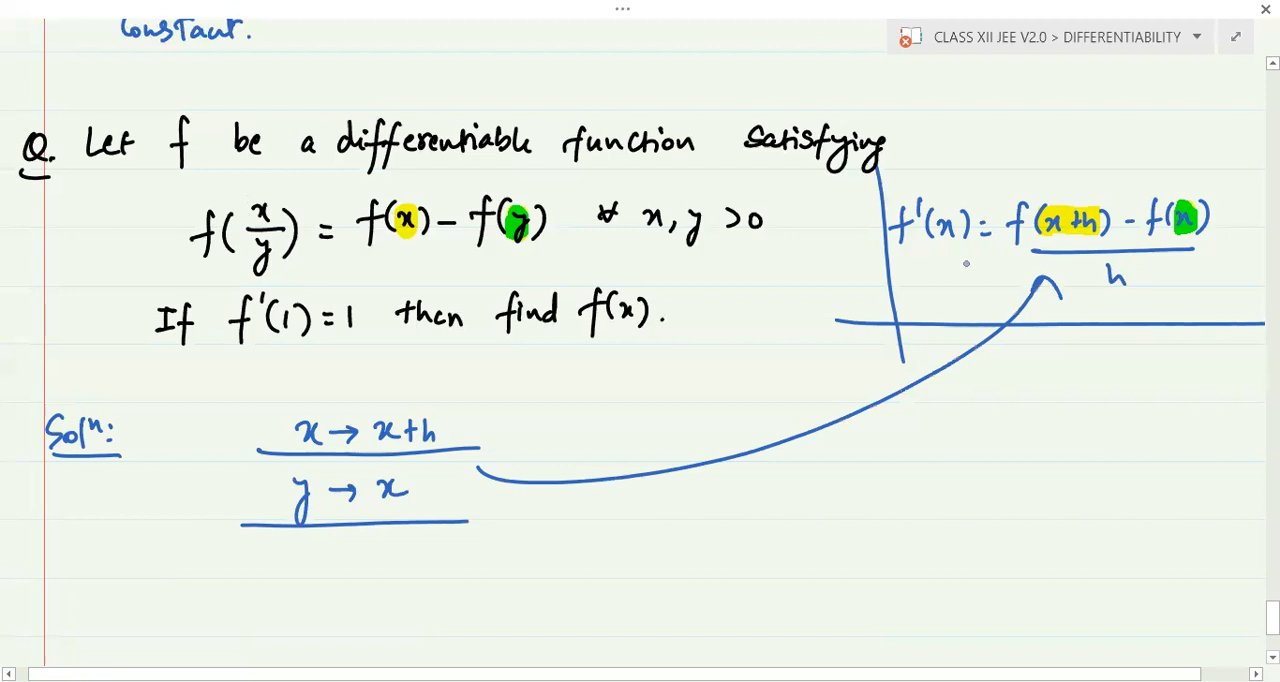 constant.
CLASS XII JEE V2.0 > DIFFERENTIABILITY
Q. Let f be a differentiable function satisfying
f(x/y) = f(x) - f(y) ∀ x, y >0
f'(x) = f(x+h) - f(x)
h
If f'(1) = 1 then find f(x).
Solⁿ:
x → x+h
y → x